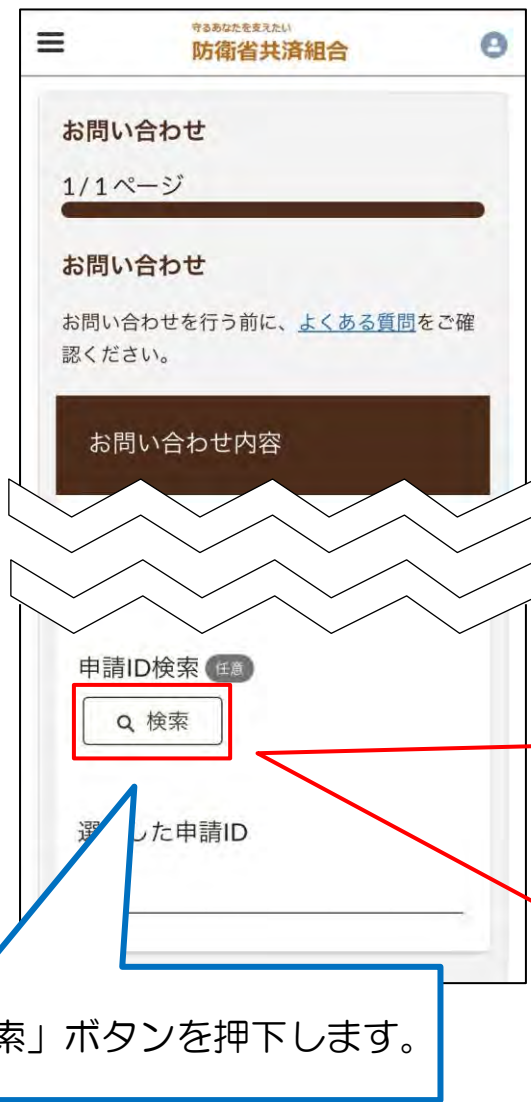 守るあなたを支えたい
防衛省共済組合
お問い合わせ
1/1ページ
お問い合わせ
お問い合わせを行う前に、よくある質問をご確
認ください。
お問い合わせ内容
申請ID検索 任意
検索
選 した申請ID
索」ボタンを押下します。